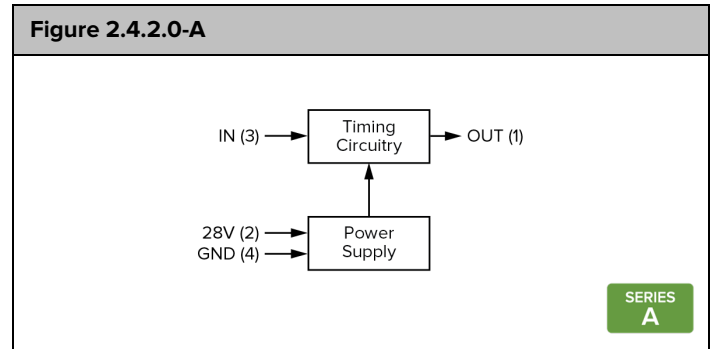 Figure 2.4.2.0-A
IN (3)
Timing
Circuitry
OUT (1)
28V (2)
GND (4)
Power
Supply
SERIES
A